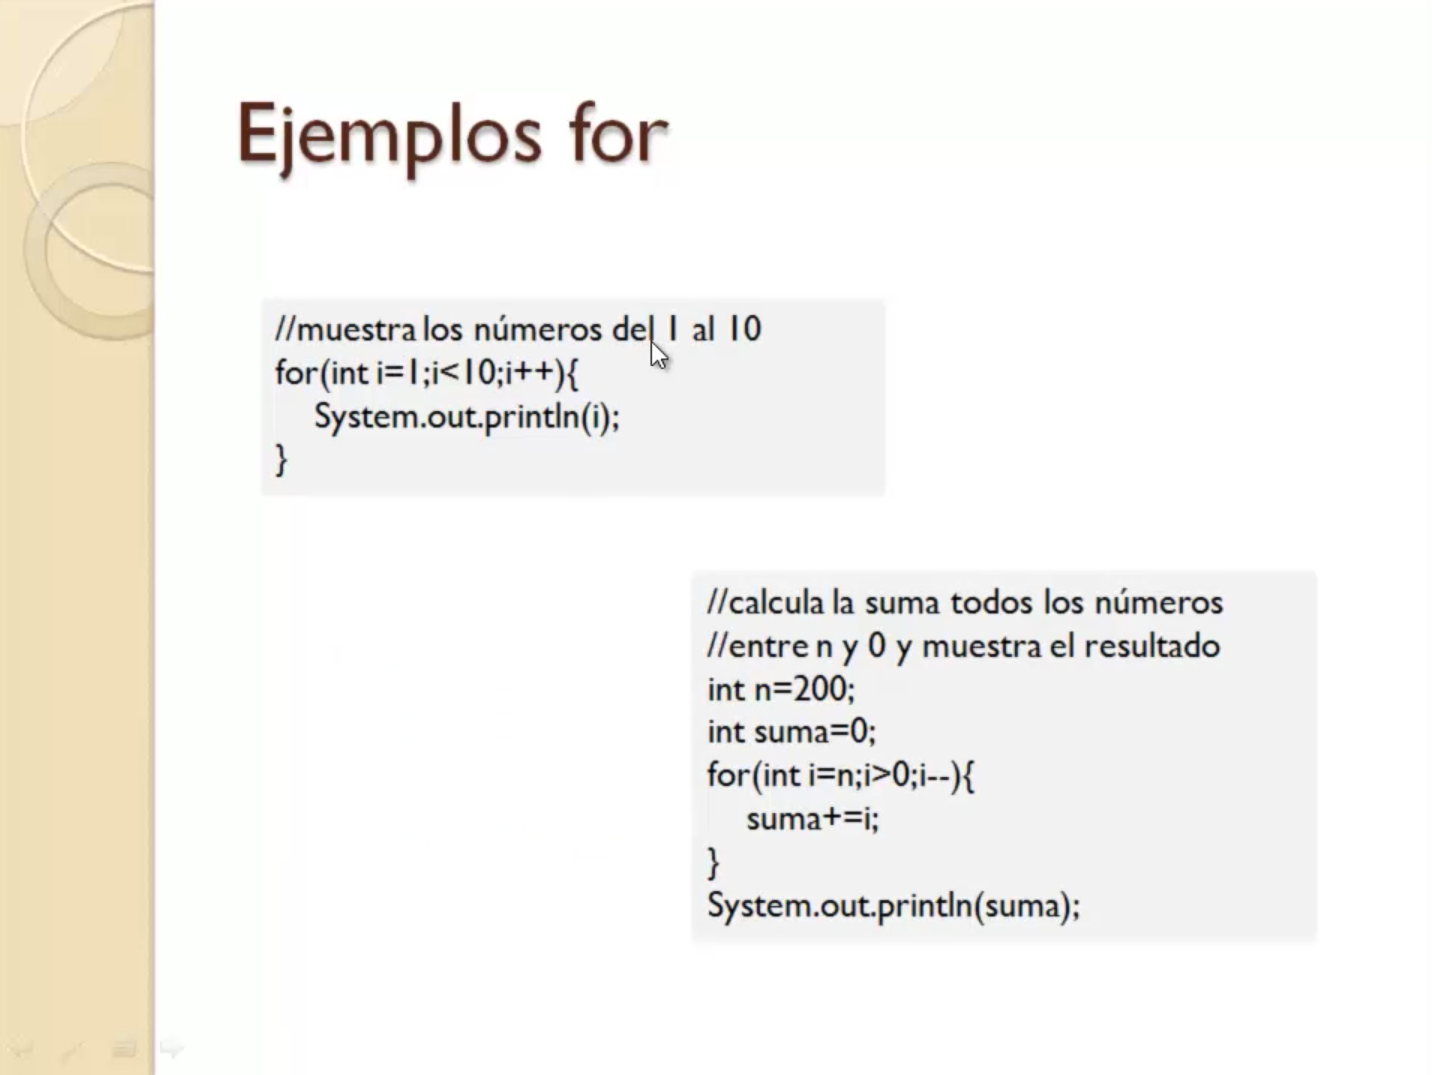 Ejemplos for
//muestra los números del 1 al 10
for(int i=1;i<10;i++){
System.out.println(i);
}
//calcula la suma todos los números
//entre n y 0 y muestra el resultado
int n=200;
int suma=0;
for(int i=n;i>0;i--){
suma+=i;
}
System.out.println(suma);